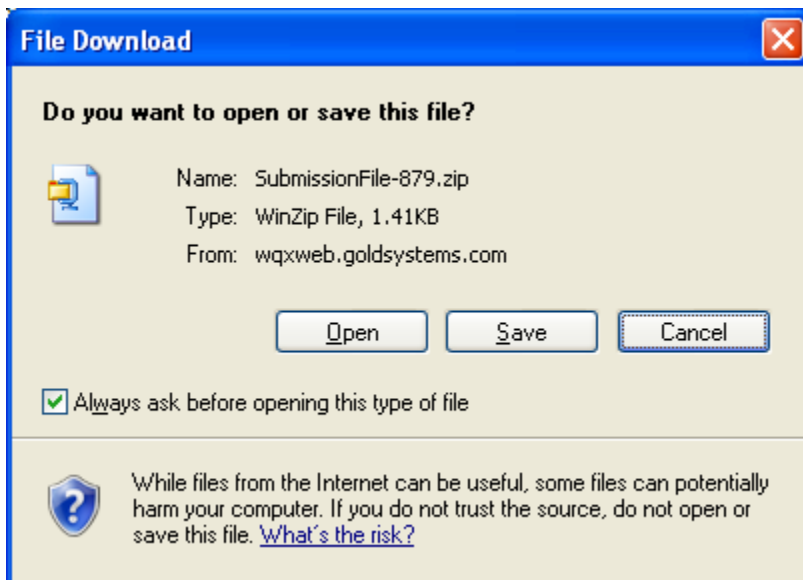 File Download
Do you want to open or save this file?
Name: SubmissionFile-879.zip
Type: WinZip File, 1.41KB
From: wqxweb.goldsystems.com
Open Save Cancel
Always ask before opening this type of file
While files from the Internet can be useful, some files can potentially
harm your computer. If you do not trust the source, do not open or
save this file. What's the risk?